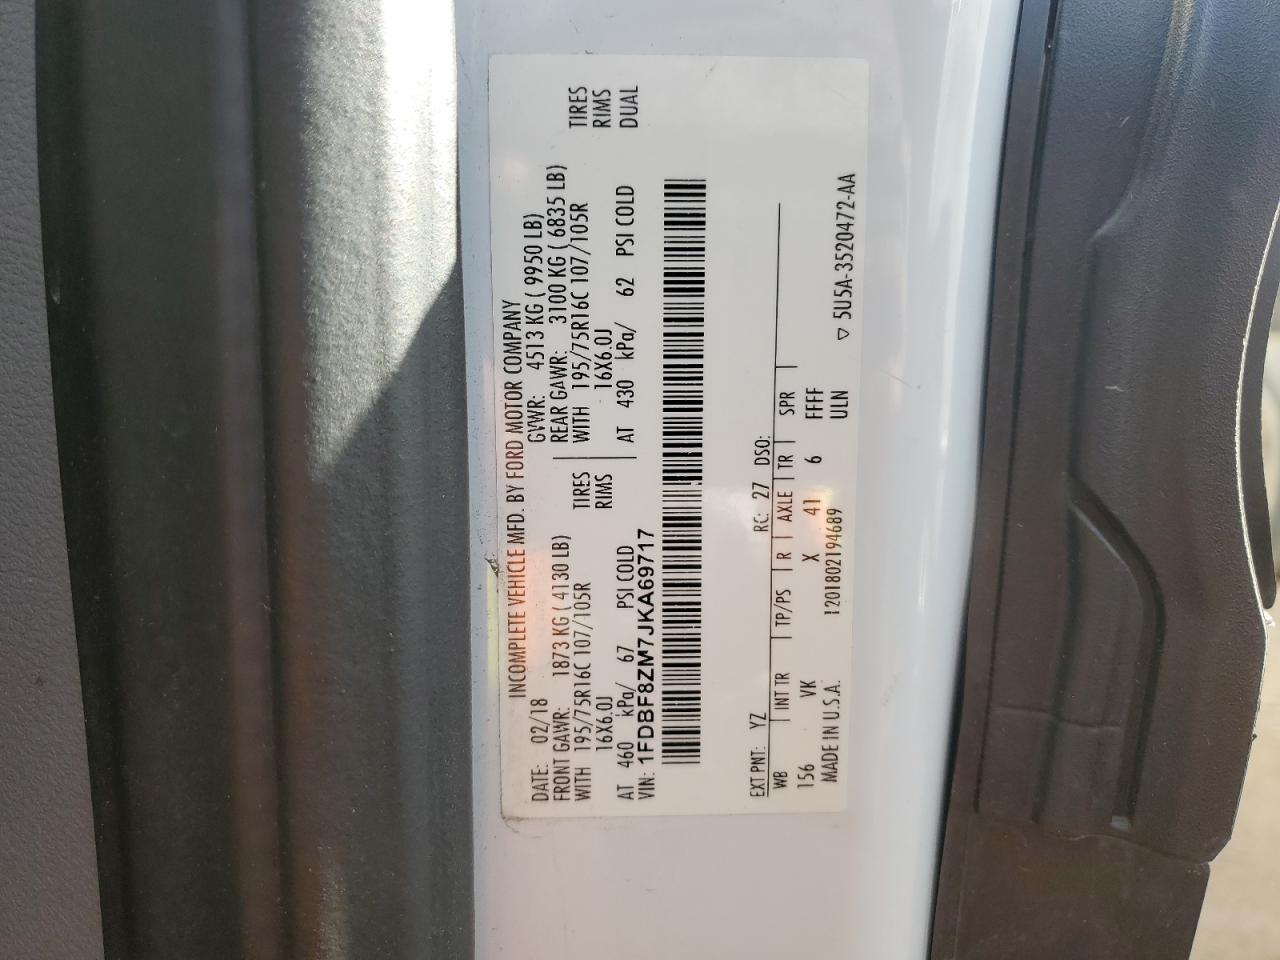 INCOMPLETE VEHICLE MFD. BY FORD MOTOR COMPANY
DATE: 02/18 GVWR: 4513 KG ( 9950 LB)
FRONT GAWR: 1873 KG ( 4130 LB) REAR GAWR: 3100 KG ( 6835 LB)
WITH 195/75R16C 107/105R TIRES WITH 195/75R16C 107/105R TIRES
16X6.0J RIMS 16X6.0J RIMS
AT 460 kPa/ 67 PSI COLD AT 430 kPa/ 62 PSI COLD DUAL
VIN: 1FDBF8ZM7JKA69717
EXT PNT: YZ RC: 27 DSO:
WB INT TR TP/PS R AXLE TR SPR
156 VK X 41 6 FFFF
MADE IN U.S.A. 1201802194689 ULN
▽ 5U5A-3520472-AA